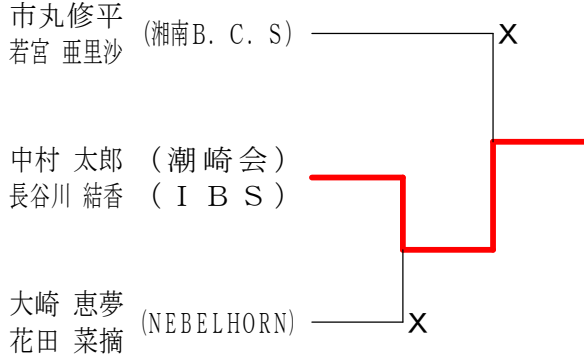 市丸修平
若宮 亜里沙 (湘南B. C. S)
X
中村 太郎 (潮崎会)
長谷川 結香 (IBS)
大崎 恵夢
花田 菜摘 (NEBELHORN)
X